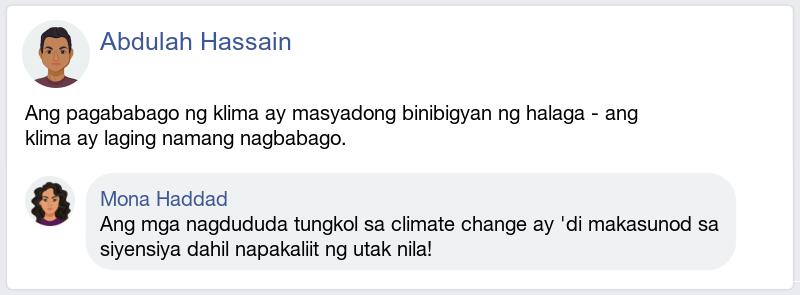 Abdulah Hassain
Ang pagababago ng klima ay masyadong binibigyan ng halaga - ang
klima ay laging namang nagbabago.
Mona Haddad
Ang mga nagdududa tungkol sa climate change ay 'di makasunod sa
siyensiya dahil napakaliit ng utak nila!